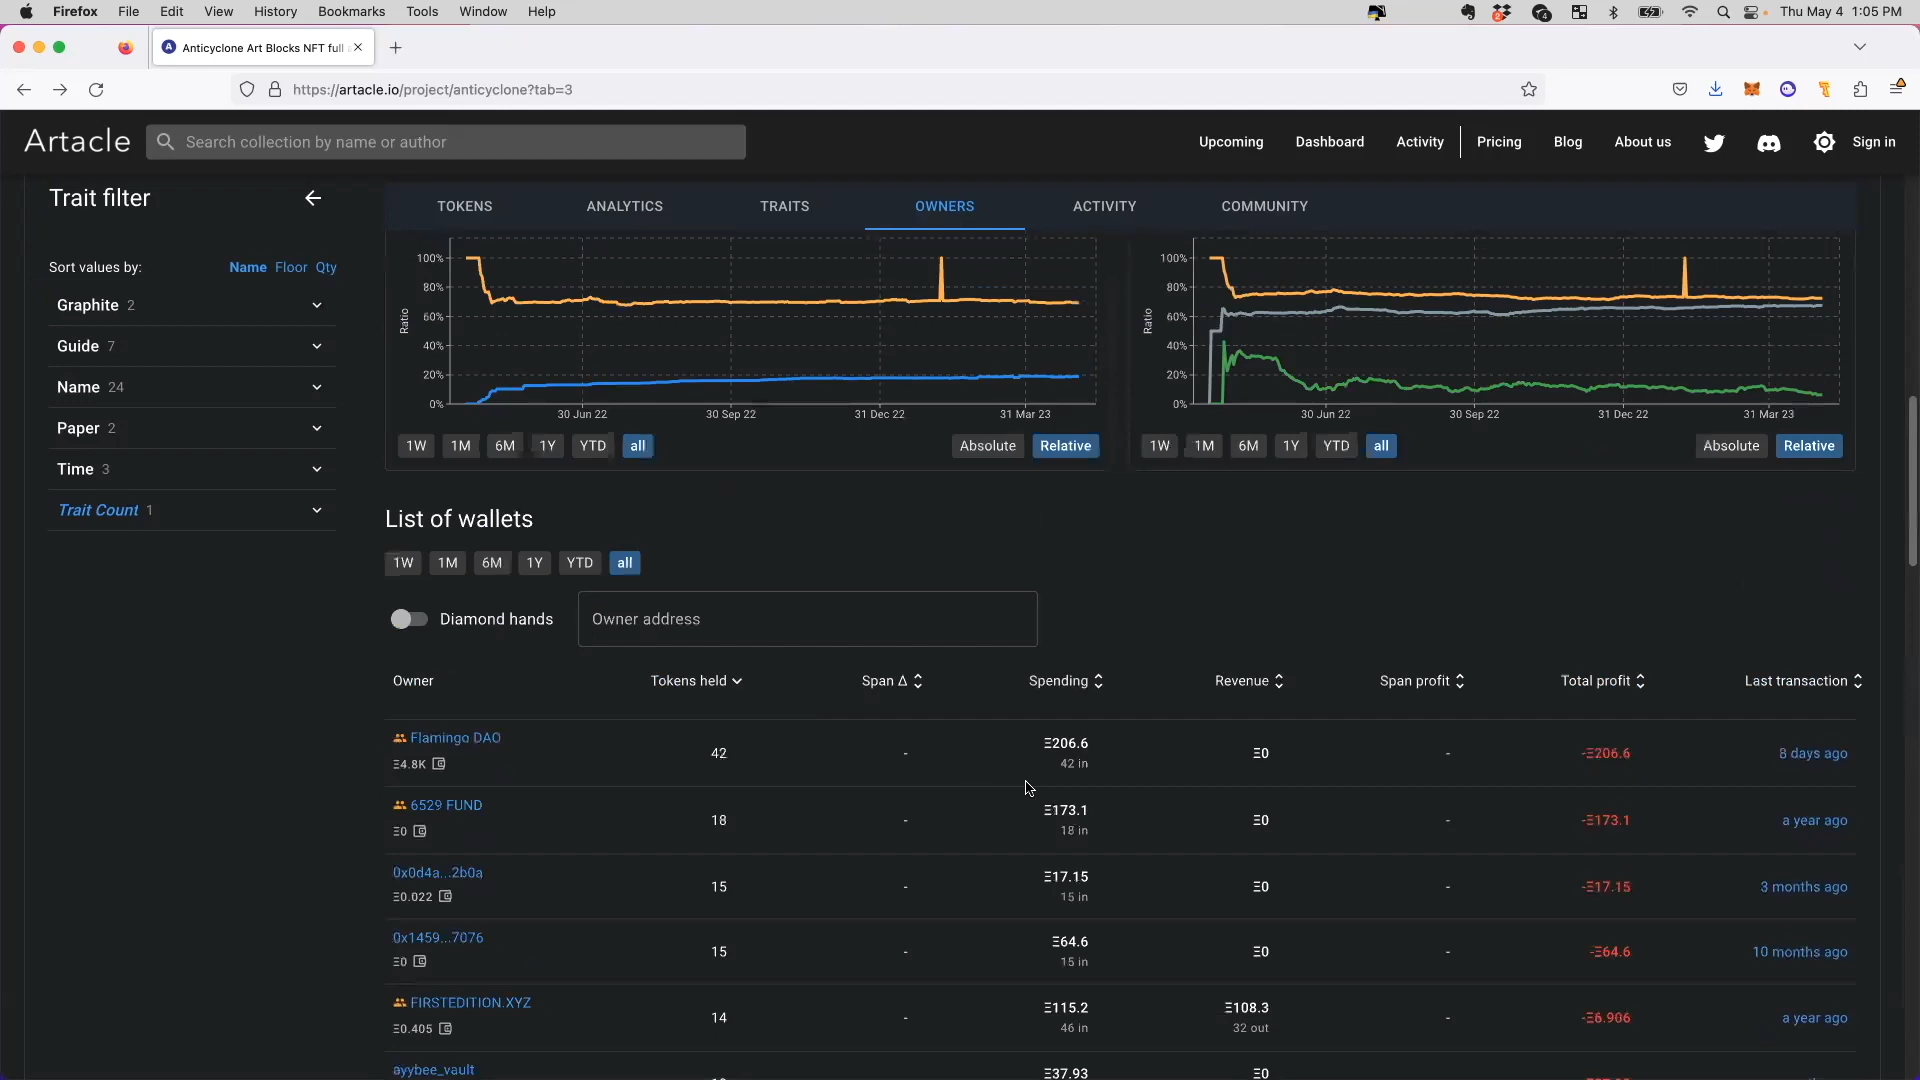 Firefox File Edit View History Bookmarks Tools Window Help Thu May 4 1:05 PM
Anticyclone Art Blocks NFT full
https://artacle.io/project/anticyclone?tab=3
Artacle Search collection by name or author Upcoming Dashboard Activity Pricing Blog About us Sign in
Trait filter
Sort values by: Name Floor Qty
Graphite 2
Guide 7
Name 24
Paper 2
Time 3
Trait Count 1
TOKENS ANALYTICS TRAITS OWNERS ACTIVITY COMMUNITY
Ratio
100%
80%
60%
40%
20%
0%
30 Jun 22 30 Sep 22 31 Dec 22 31 Mar 23
1W 1M 6M 1Y YTD all Absolute Relative
Ratio
100%
80%
60%
40%
20%
0%
30 Jun 22 30 Sep 22 31 Dec 22 31 Mar 23
1W 1M 6M 1Y YTD all Absolute Relative
List of wallets
1W 1M 6M 1Y YTD all
Diamond hands Owner address
Owner Tokens held Span Δ Spending Revenue Span profit Total profit Last transaction
Flamingo DAO 42 - Ξ206.6 Ξ0 - -Ξ206.6 8 days ago
Ξ4.8K 42 in
6529 FUND 18 - Ξ173.1 Ξ0 - -Ξ173.1 a year ago
Ξ0 18 in
0x0d4a...2b0a 15 - Ξ17.15 Ξ0 - -Ξ17.15 3 months ago
Ξ0.022 15 in
0x1459...7076 15 - Ξ64.6 Ξ0 - -Ξ64.6 10 months ago
Ξ0 15 in
FIRSTEDITION.XYZ 14 - Ξ115.2 Ξ108.3 - -Ξ6.906 a year ago
Ξ0.405 46 in 32 out
ayybee_vault Ξ37.93 Ξ0